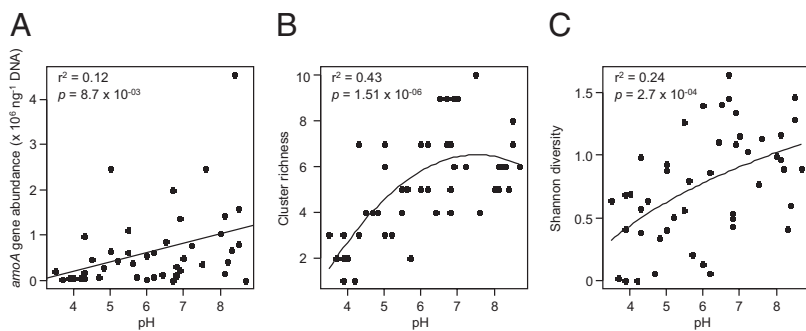 A
r² = 0.12
p = 8.7 x 10⁻⁰³
amoA gene abundance (x 10⁶ ng⁻¹ DNA)
4
3
2
1
0
4 5 6 7 8
pH
B
r² = 0.43
p = 1.51 x 10⁻⁰⁶
Cluster richness
10
8
6
4
2
4 5 6 7 8
pH
C
r² = 0.24
p = 2.7 x 10⁻⁰⁴
Shannon diversity
1.5
1.0
0.5
0
4 5 6 7 8
pH